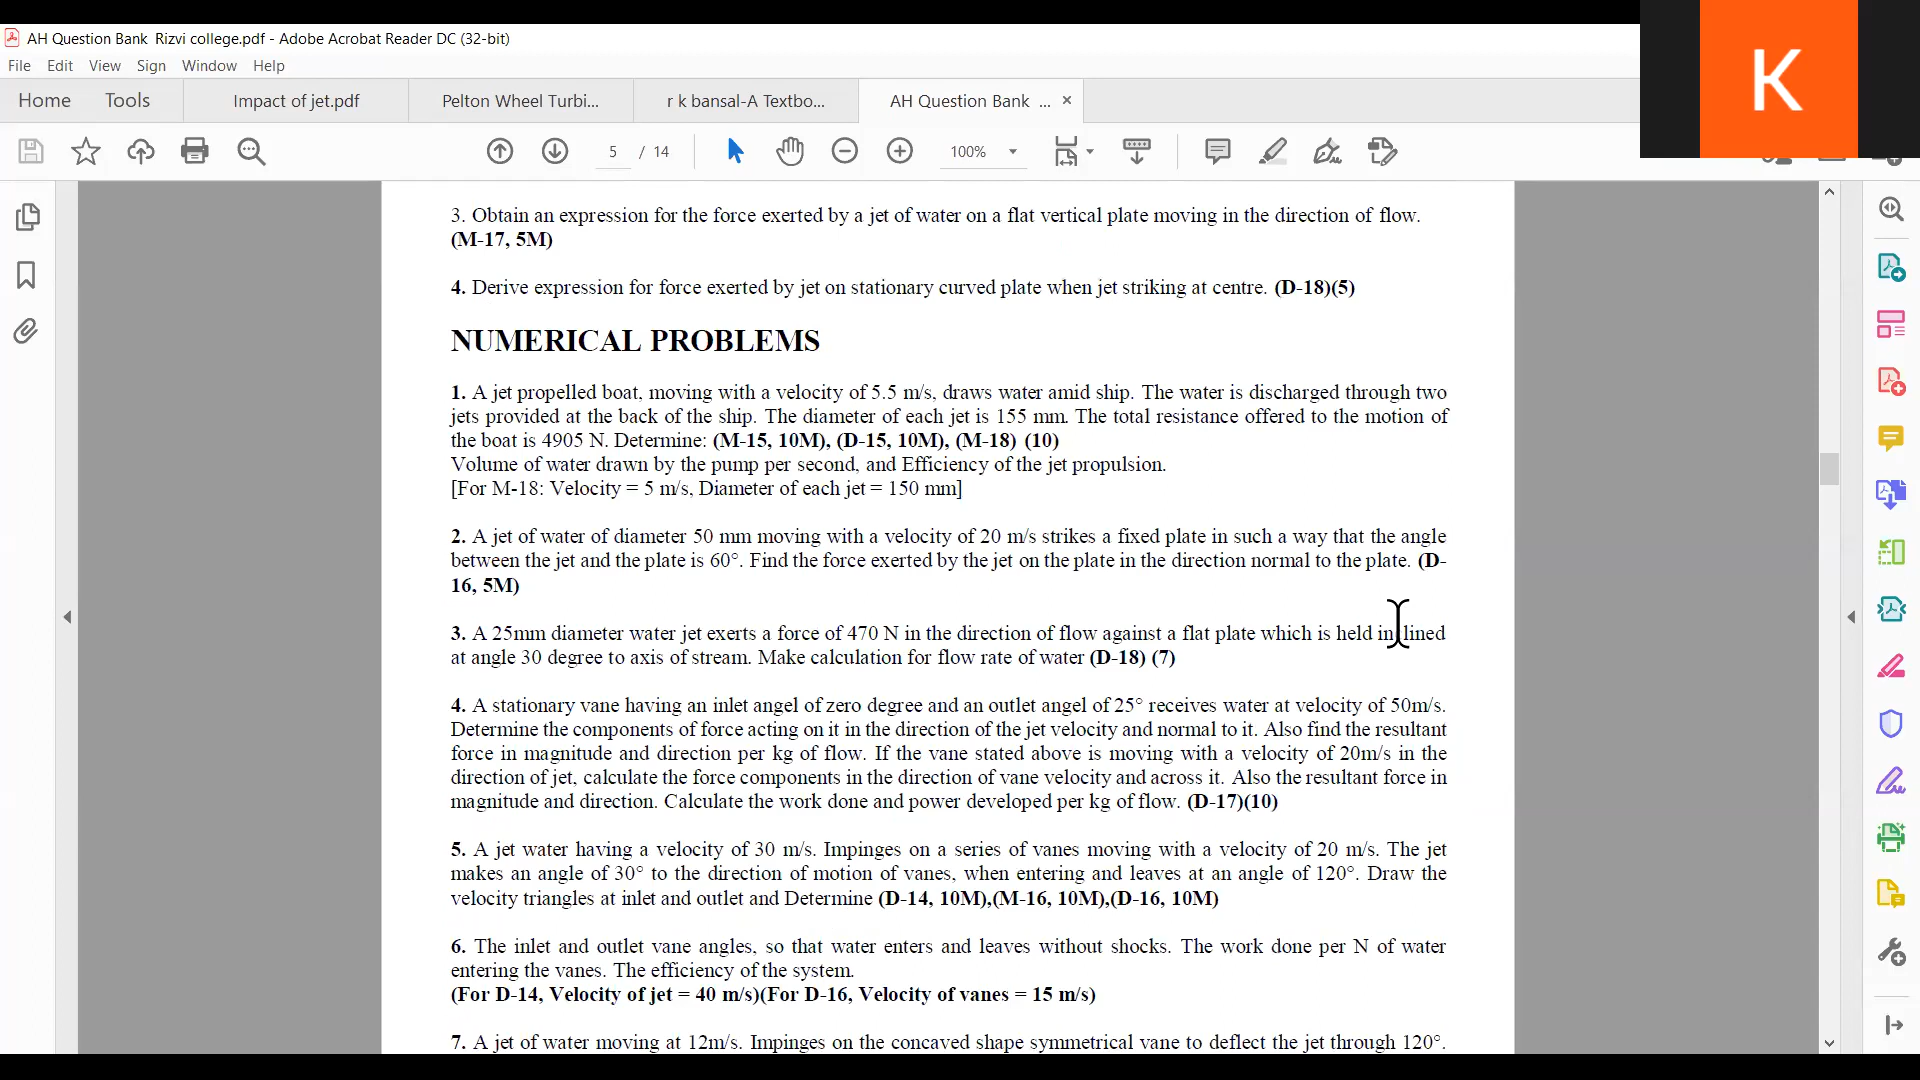 AH Question Bank Rizvi college.pdf - Adobe Acrobat Reader DC (32-bit)
File Edit View Sign Window Help
Home Tools Impact of jet.pdf Pelton Wheel Turbi... r k bansal-A Textbo... AH Question Bank ... ×
5 / 14 100%
K
3. Obtain an expression for the force exerted by a jet of water on a flat vertical plate moving in the direction of flow.
(M-17, 5M)
4. Derive expression for force exerted by jet on stationary curved plate when jet striking at centre. (D-18)(5)
NUMERICAL PROBLEMS
1. A jet propelled boat, moving with a velocity of 5.5 m/s, draws water amid ship. The water is discharged through two
jets provided at the back of the ship. The diameter of each jet is 155 mm. The total resistance offered to the motion of
the boat is 4905 N. Determine: (M-15, 10M), (D-15, 10M), (M-18) (10)
Volume of water drawn by the pump per second, and Efficiency of the jet propulsion.
[For M-18: Velocity = 5 m/s, Diameter of each jet = 150 mm]
2. A jet of water of diameter 50 mm moving with a velocity of 20 m/s strikes a fixed plate in such a way that the angle
between the jet and the plate is 60°. Find the force exerted by the jet on the plate in the direction normal to the plate. (D-
16, 5M)
3. A 25mm diameter water jet exerts a force of 470 N in the direction of flow against a flat plate which is held inclined
at angle 30 degree to axis of stream. Make calculation for flow rate of water (D-18) (7)
4. A stationary vane having an inlet angel of zero degree and an outlet angel of 25° receives water at velocity of 50m/s.
Determine the components of force acting on it in the direction of the jet velocity and normal to it. Also find the resultant
force in magnitude and direction per kg of flow. If the vane stated above is moving with a velocity of 20m/s in the
direction of jet, calculate the force components in the direction of vane velocity and across it. Also the resultant force in
magnitude and direction. Calculate the work done and power developed per kg of flow. (D-17)(10)
5. A jet water having a velocity of 30 m/s. Impinges on a series of vanes moving with a velocity of 20 m/s. The jet
makes an angle of 30° to the direction of motion of vanes, when entering and leaves at an angle of 120°. Draw the
velocity triangles at inlet and outlet and Determine (D-14, 10M),(M-16, 10M),(D-16, 10M)
6. The inlet and outlet vane angles, so that water enters and leaves without shocks. The work done per N of water
entering the vanes. The efficiency of the system.
(For D-14, Velocity of jet = 40 m/s)(For D-16, Velocity of vanes = 15 m/s)
7. A jet of water moving at 12m/s. Impinges on the concaved shape symmetrical vane to deflect the jet through 120°.